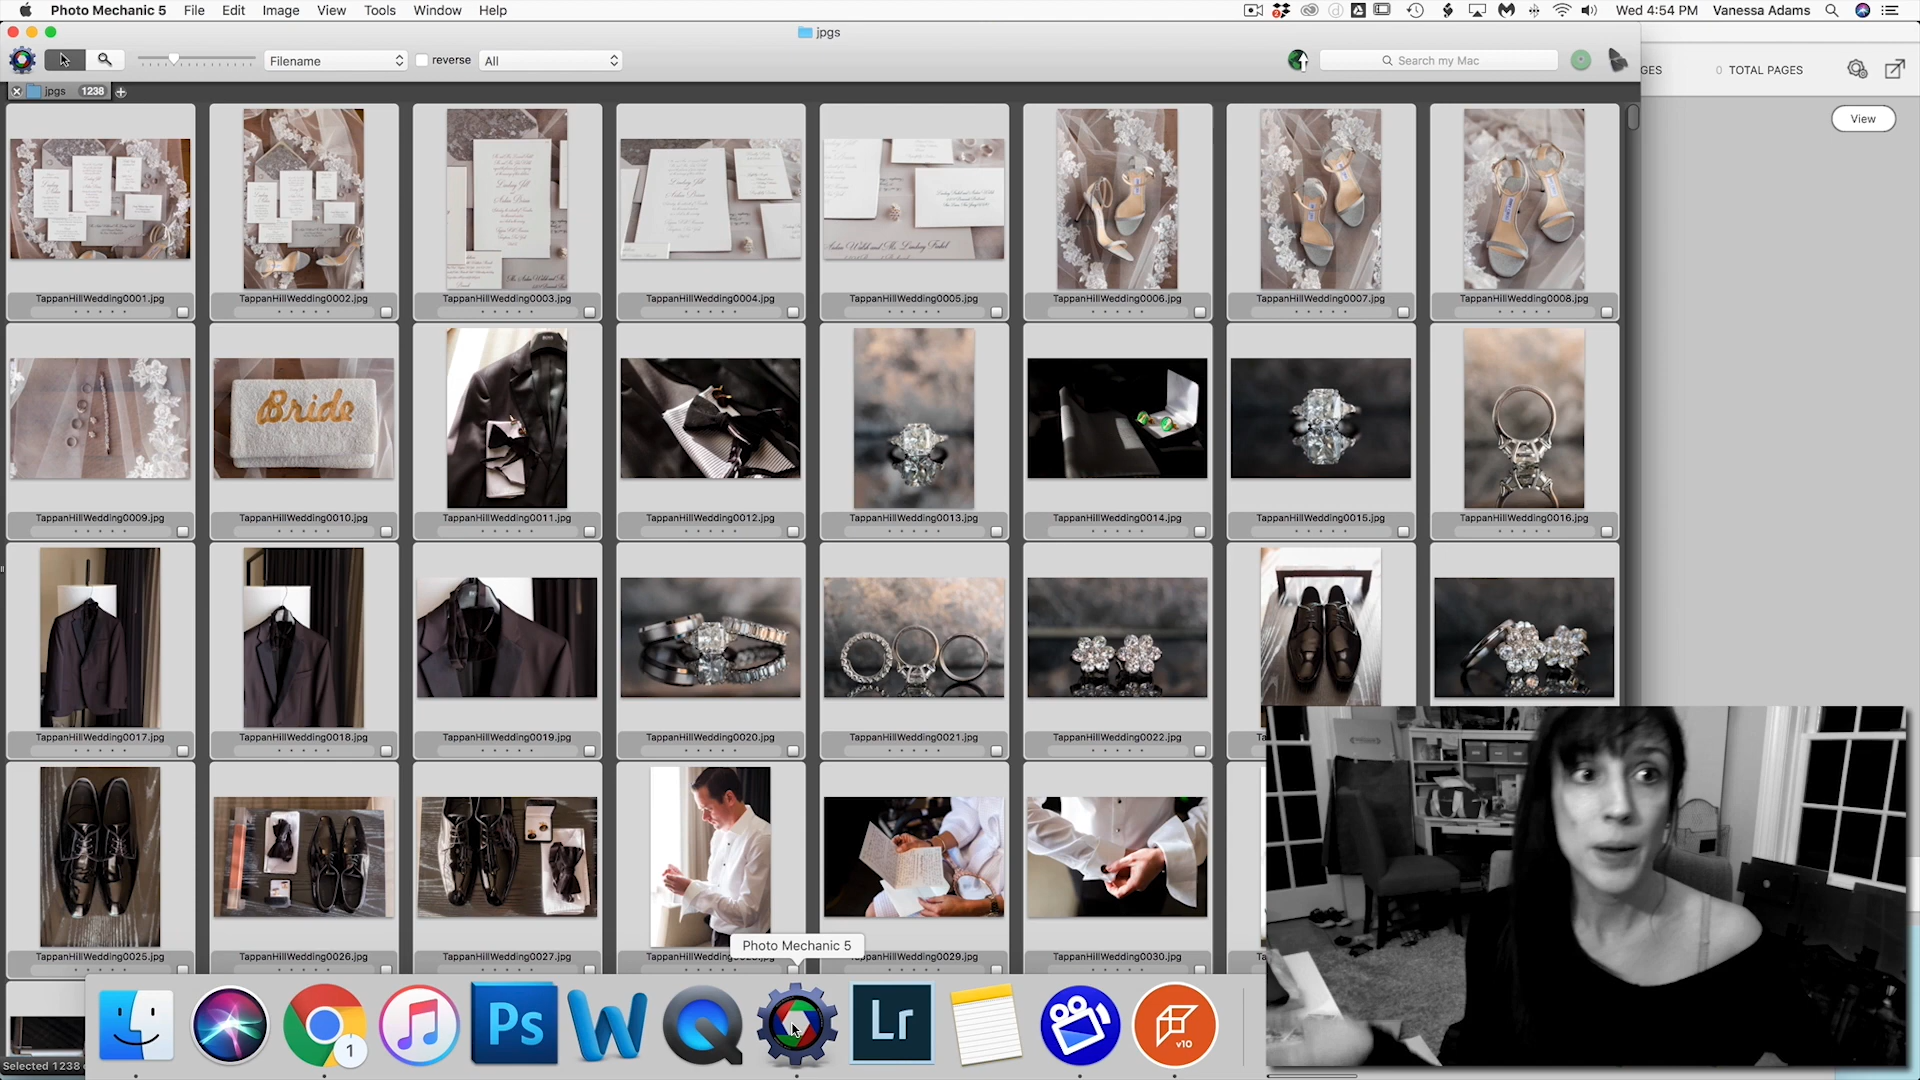 Photo Mechanic 5 File Edit Image View Tools Window Help Wed 4:54 PM Vanessa Adams
jpgs
Filename reverse All Search my Mac GES 0 TOTAL PAGES
jpgs 1238
View
TappanHillWedding0001.jpg TappanHillWedding0002.jpg TappanHillWedding0003.jpg TappanHillWedding0004.jpg TappanHillWedding0005.jpg TappanHillWedding0006.jpg TappanHillWedding0007.jpg TappanHillWedding0008.jpg
Bride
TappanHillWedding0009.jpg TappanHillWedding0010.jpg TappanHillWedding0011.jpg TappanHillWedding0012.jpg TappanHillWedding0013.jpg TappanHillWedding0014.jpg TappanHillWedding0015.jpg TappanHillWedding0016.jpg
TappanHillWedding0017.jpg TappanHillWedding0018.jpg TappanHillWedding0019.jpg TappanHillWedding0020.jpg TappanHillWedding0021.jpg TappanHillWedding0022.jpg
Photo Mechanic 5
TappanHillWedding0025.jpg TappanHillWedding0026.jpg TappanHillWedding0027.jpg TappanHillWedding0029.jpg TappanHillWedding0030.jpg
1 Ps W Lr v10
Selected 1238